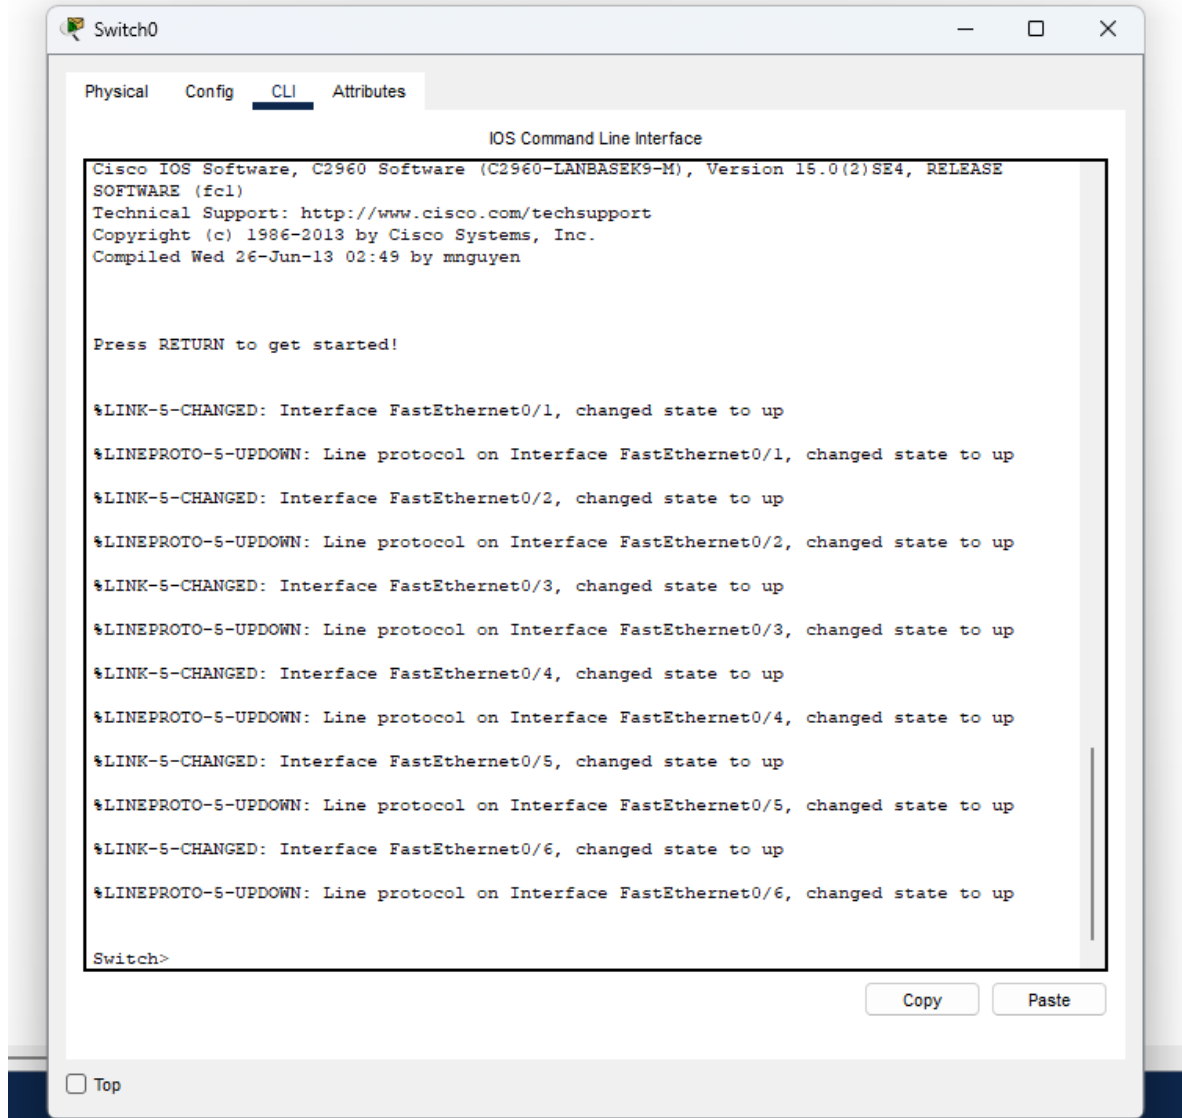 Switch0
Physical Config CLI Attributes
IOS Command Line Interface
Cisco IOS Software, C2960 Software (C2960-LANBASEK9-M), Version 15.0(2)SE4, RELEASE
SOFTWARE (fc1)
Technical Support: http://www.cisco.com/techsupport
Copyright (c) 1986-2013 by Cisco Systems, Inc.
Compiled Wed 26-Jun-13 02:49 by mnguyen
Press RETURN to get started!
%LINK-5-CHANGED: Interface FastEthernet0/1, changed state to up
%LINEPROTO-5-UPDOWN: Line protocol on Interface FastEthernet0/1, changed state to up
%LINK-5-CHANGED: Interface FastEthernet0/2, changed state to up
%LINEPROTO-5-UPDOWN: Line protocol on Interface FastEthernet0/2, changed state to up
%LINK-5-CHANGED: Interface FastEthernet0/3, changed state to up
%LINEPROTO-5-UPDOWN: Line protocol on Interface FastEthernet0/3, changed state to up
%LINK-5-CHANGED: Interface FastEthernet0/4, changed state to up
%LINEPROTO-5-UPDOWN: Line protocol on Interface FastEthernet0/4, changed state to up
%LINK-5-CHANGED: Interface FastEthernet0/5, changed state to up
%LINEPROTO-5-UPDOWN: Line protocol on Interface FastEthernet0/5, changed state to up
%LINK-5-CHANGED: Interface FastEthernet0/6, changed state to up
%LINEPROTO-5-UPDOWN: Line protocol on Interface FastEthernet0/6, changed state to up
Switch>
Copy Paste
Top